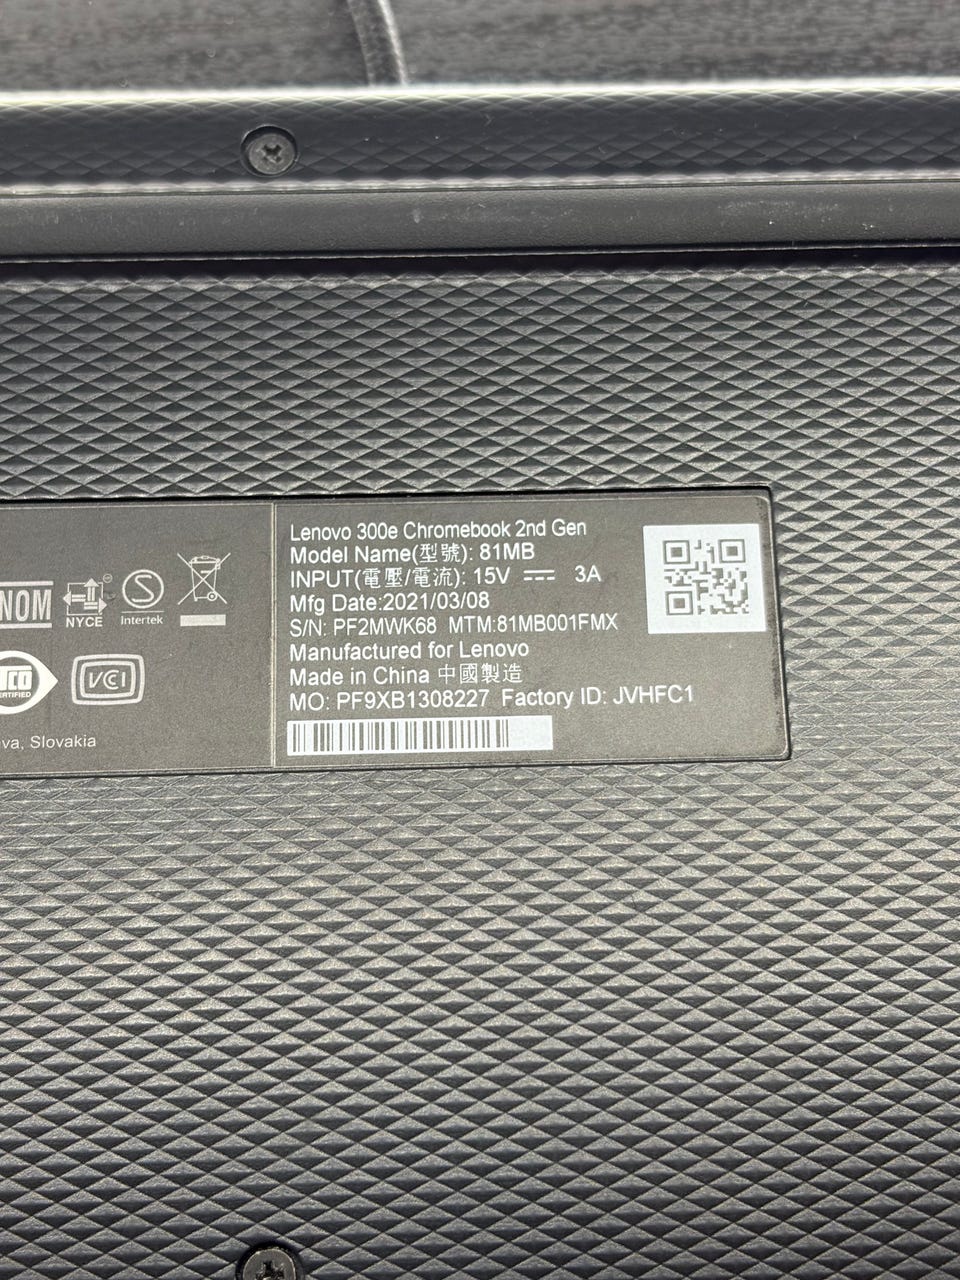 Lenovo 300e Chromebook 2nd Gen
Model Name(型號): 81MB
INPUT(電壓/電流): 15V 3A
Mfg Date:2021/03/08
S/N: PF2MWK68 MTM:81MB001FMX
Manufactured for Lenovo
Made in China 中國製造
MO: PF9XB1308227 Factory ID: JVHFC1
NOM
NYCE
S
Intertek
CERTIFIED
VCI
va, Slovakia